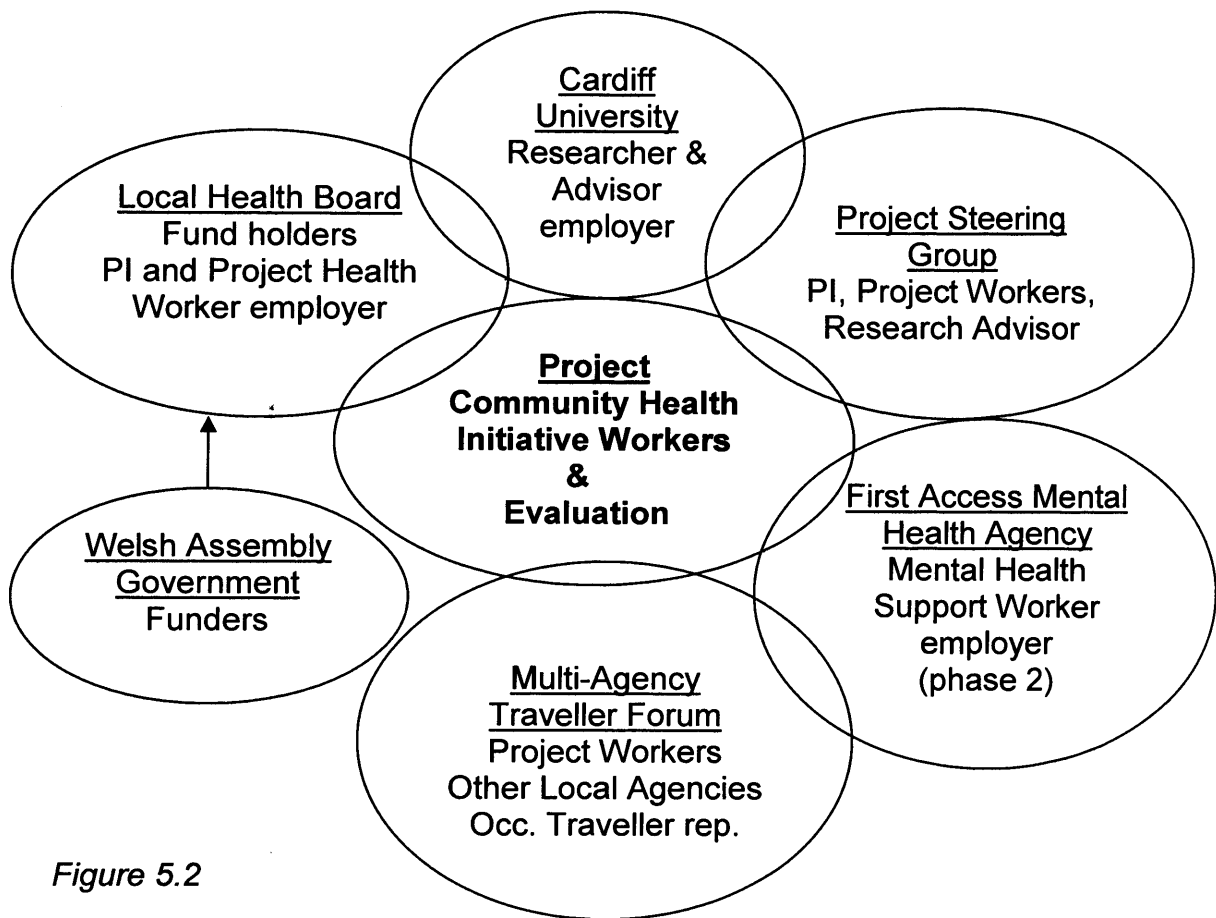 Cardiff
University
Researcher &
Advisor
employer
Local Health Board
Fund holders
PI and Project Health
Worker employer
Project Steering
Group
PI, Project Workers,
Research Advisor
Project
Community Health
Initiative Workers
&
Evaluation
Welsh Assembly
Government
Funders
First Access Mental
Health Agency
Mental Health
Support Worker
employer
(phase 2)
Multi-Agency
Traveller Forum
Project Workers
Other Local Agencies
Occ. Traveller rep.
Figure 5.2